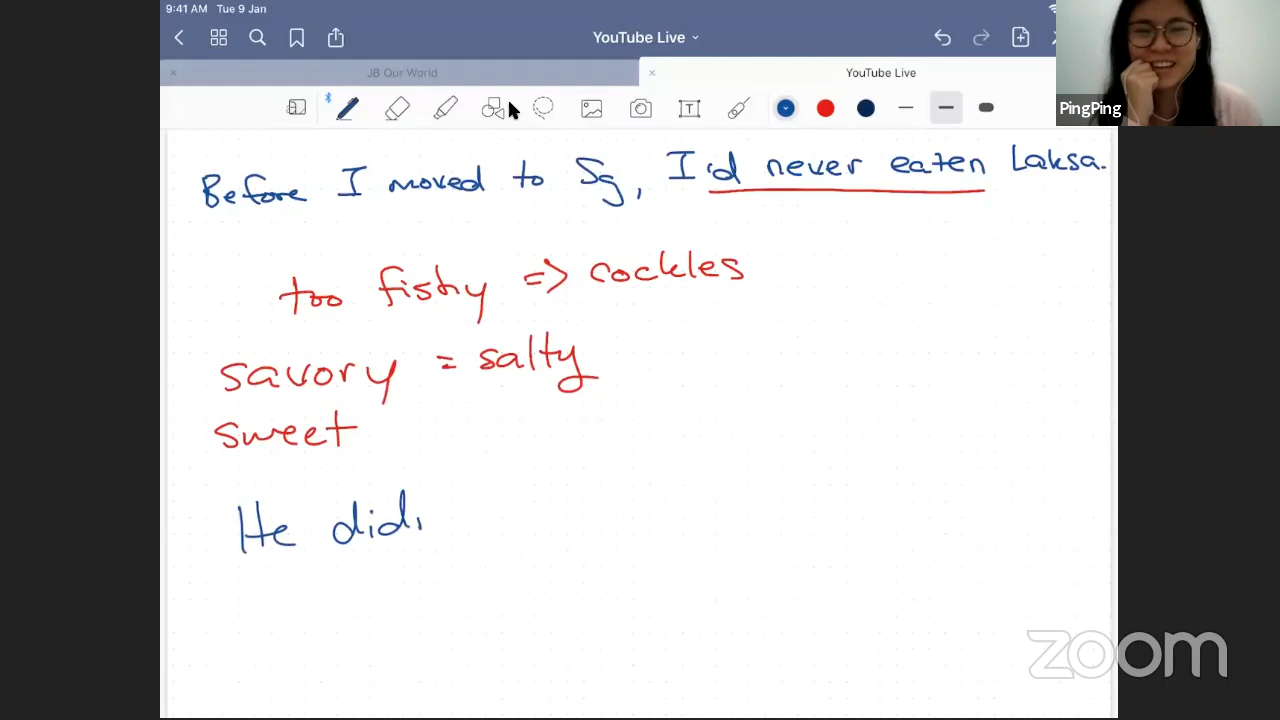 9:41 AM Tue 9 Jan
YouTube Live
JB Our World
YouTube Live
PingPing
Before I moved to Sg, I'd never eaten Laksa.
too fishy => cockles
savory = salty
sweet
He did
zoom